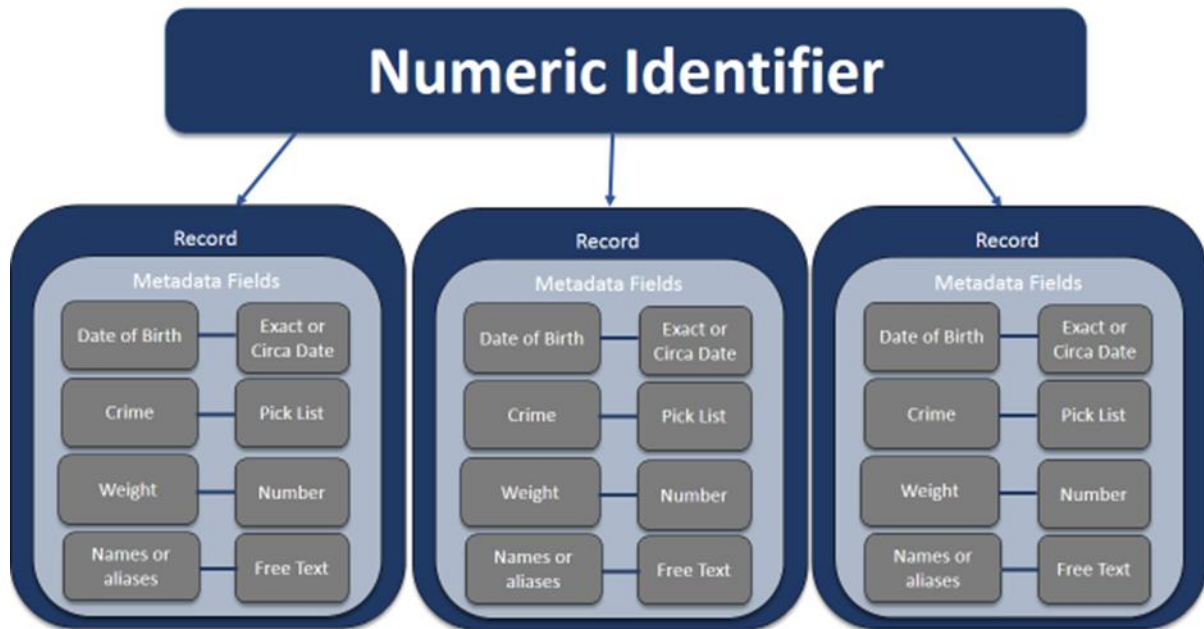 Numeric Identifier
Record
Metadata Fields
Date of Birth
Exact or
Circa Date
Crime
Pick List
Weight
Number
Names or
aliases
Free Text
Record
Metadata Fields
Date of Birth
Exact or
Circa Date
Crime
Pick List
Weight
Number
Names or
aliases
Free Text
Record
Metadata Fields
Date of Birth
Exact or
Circa Date
Crime
Pick List
Weight
Number
Names or
aliases
Free Text